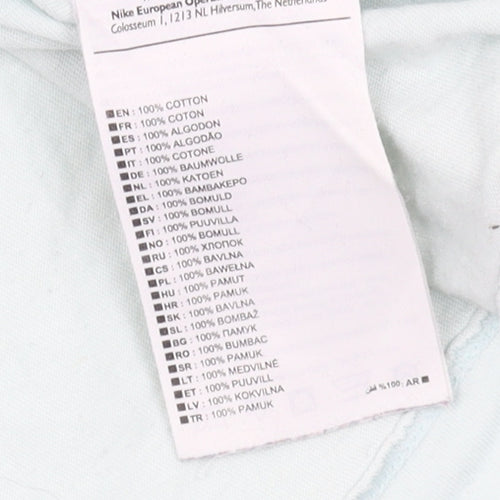 Nike European Opera
Colosseum 1, 1213 NL Hilversum, The Netherlands
EN : 100% COTTON
FR : 100% COTON
ES : 100% ALGODON
PT : 100% ALGODÃO
IT : 100% COTONE
DE : 100% BAUMWOLLE
NL : 100% KATOEN
EL : 100% BAMBAKEPO
DA : 100% BOMULD
SV : 100% BOMULL
FI : 100% PUUVILLA
NO : 100% BOMULL
RU : 100% ХЛОПОК
CS : 100% BAVLNA
PL : 100% BAWEŁNA
HU : 100% PAMUT
HR : 100% PAMUK
SK : 100% BAVLNA
SL : 100% BOMBAŽ
BG : 100% ПАМУК
RO : 100% BUMBAC
SR : 100% PAMUK
LT : 100% MEDVILNĖ
ET : 100% PUUVILL
LV : 100% KOKVILNA
TR : 100% PAMUK
AR : 100% قطن